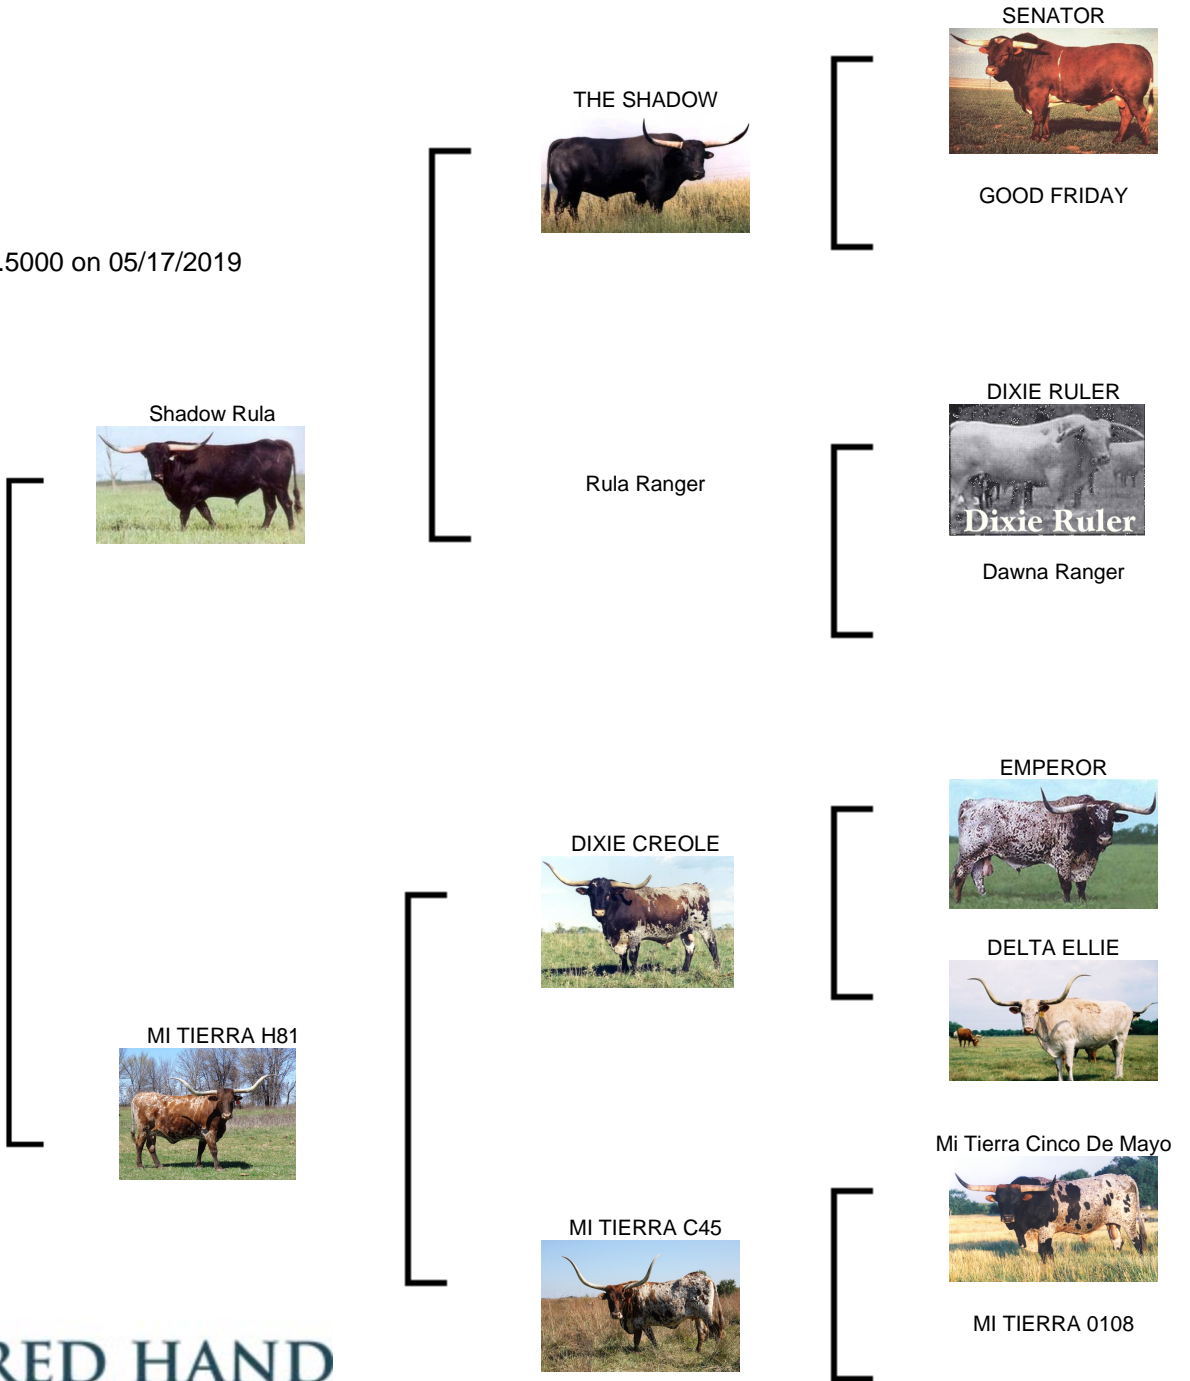 SENATOR
THE SHADOW
GOOD FRIDAY
.5000 on 05/17/2019
DIXIE RULER
Shadow Rula
Rula Ranger
Dixie Ruler
Dawna Ranger
EMPEROR
DIXIE CREOLE
DELTA ELLIE
MI TIERRA H81
Mi Tierra Cinco De Mayo
MI TIERRA C45
MI TIERRA 0108
RED HAND